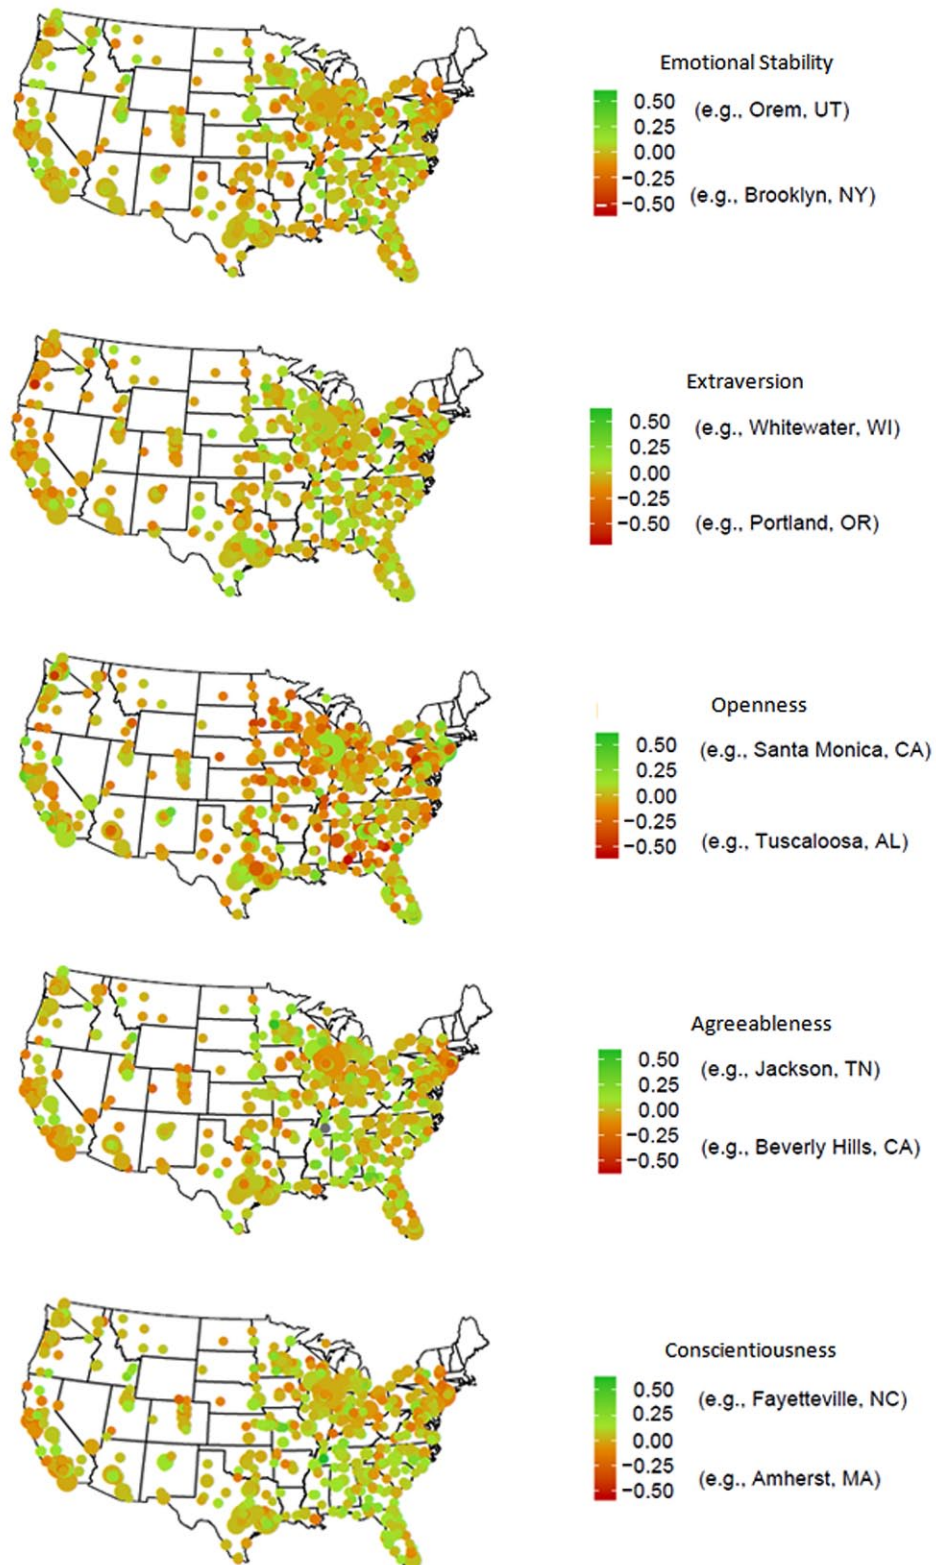 Emotional Stability
0.50 (e.g., Orem, UT)
0.25
0.00
−0.25
−0.50 (e.g., Brooklyn, NY)
Extraversion
0.50 (e.g., Whitewater, WI)
0.25
0.00
−0.25
−0.50 (e.g., Portland, OR)
Openness
0.50 (e.g., Santa Monica, CA)
0.25
0.00
−0.25
−0.50 (e.g., Tuscaloosa, AL)
Agreeableness
0.50 (e.g., Jackson, TN)
0.25
0.00
−0.25 (e.g., Beverly Hills, CA)
−0.50
Conscientiousness
0.50 (e.g., Fayetteville, NC)
0.25
0.00
−0.25 (e.g., Amherst, MA)
−0.50